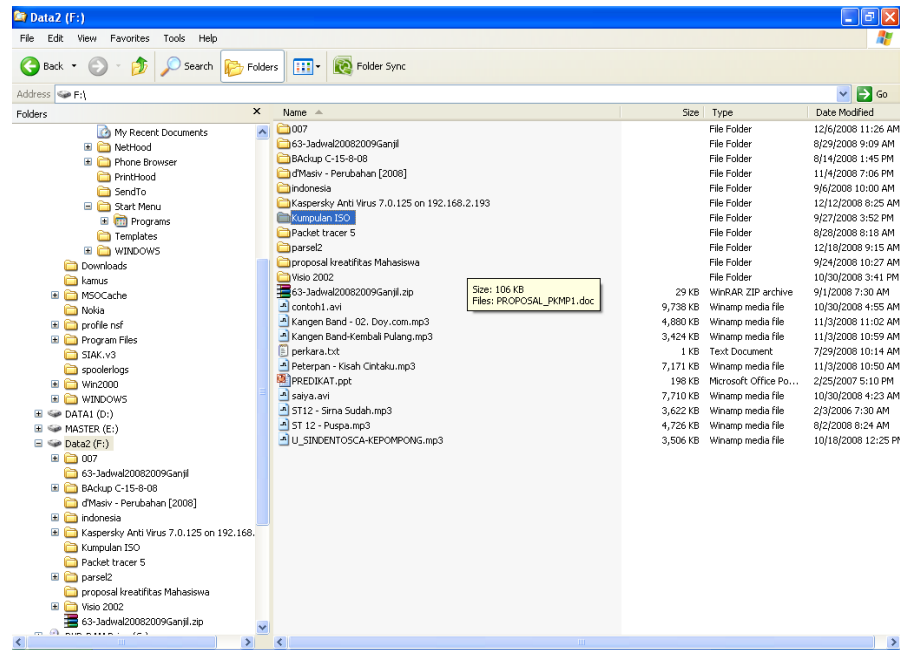 Data2 (F:)
File Edit View Favorites Tools Help
Back Search Folders Folder Sync
Address F:\ Go
Folders
My Recent Documents
NetHood
Phone Browser
PrintHood
SendTo
Start Menu
Programs
Templates
WINDOWS
Downloads
kamus
MSOCache
Nokia
profile nsf
Program Files
SIAK.v3
spoolerlogs
Win2000
WINDOWS
DATA1 (D:)
MASTER (E:)
Data2 (F:)
007
63-Jadwal20082009Ganjil
BAckup C-15-8-08
d'Masiv - Perubahan [2008]
indonesia
Kaspersky Anti Virus 7.0.125 on 192.168.
Kumpulan ISO
Packet tracer 5
parsel2
proposal kreatifitas Mahasiswa
Visio 2002
63-Jadwal20082009Ganjil.zip
Name Size Type Date Modified
007 File Folder 12/6/2008 11:26 AM
63-Jadwal20082009Ganjil File Folder 8/29/2008 9:09 AM
BAckup C-15-8-08 File Folder 8/14/2008 1:45 PM
d'Masiv - Perubahan [2008] File Folder 11/4/2008 7:06 PM
indonesia File Folder 9/6/2008 10:00 AM
Kaspersky Anti Virus 7.0.125 on 192.168.2.193 File Folder 12/12/2008 8:25 AM
Kumpulan ISO File Folder 9/27/2008 3:52 PM
Packet tracer 5 File Folder 8/28/2008 8:18 AM
parsel2 File Folder 12/18/2008 9:15 AM
proposal kreatifitas Mahasiswa File Folder 9/24/2008 10:27 AM
Visio 2002 File Folder 10/30/2008 3:41 PM
63-Jadwal20082009Ganjil.zip 29 KB WinRAR ZIP archive 9/1/2008 7:30 AM
contoh1.avi 9,738 KB Winamp media file 10/30/2008 4:55 AM
Kangen Band - 02. Doy.com.mp3 4,880 KB Winamp media file 11/3/2008 11:02 AM
Kangen Band-Kembali Pulang.mp3 3,424 KB Winamp media file 11/3/2008 10:59 AM
perkara.txt 1 KB Text Document 7/29/2008 10:14 AM
Peterpan - Kisah Cintaku.mp3 7,171 KB Winamp media file 11/3/2008 10:50 AM
PREDIKAT.ppt 198 KB Microsoft Office Po... 2/25/2007 5:10 PM
saiya.avi 7,710 KB Winamp media file 10/30/2008 4:23 AM
ST12 - Sirna Sudah.mp3 3,622 KB Winamp media file 2/3/2006 7:30 AM
ST 12 - Puspa.mp3 4,726 KB Winamp media file 8/2/2008 8:24 AM
U_SINDENTOSCA-KEPOMPONG.mp3 3,506 KB Winamp media file 10/18/2008 12:25 PM
Size: 106 KB
Files: PROPOSAL_PKMP1.doc